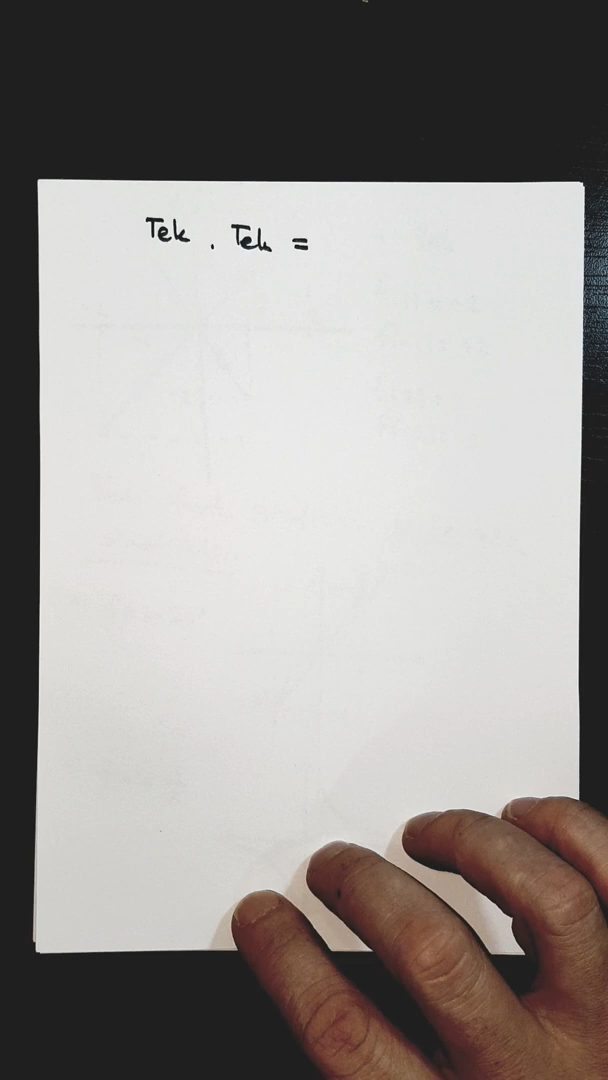 Tek . Tek =